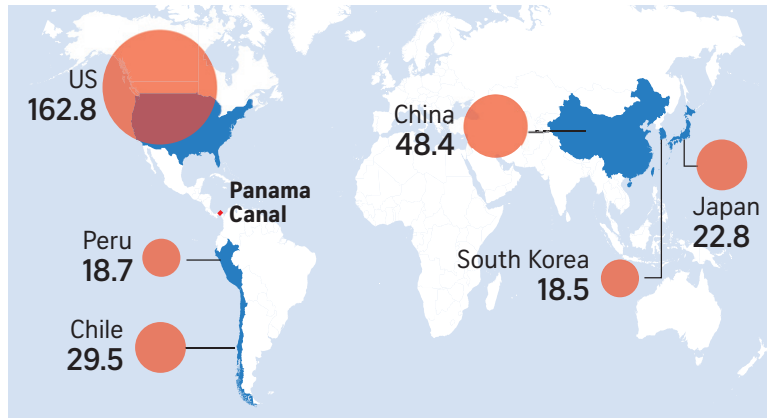 US
162.8
China
48.4
Panama
Canal
Japan
22.8
Peru
18.7
South Korea
18.5
Chile
29.5